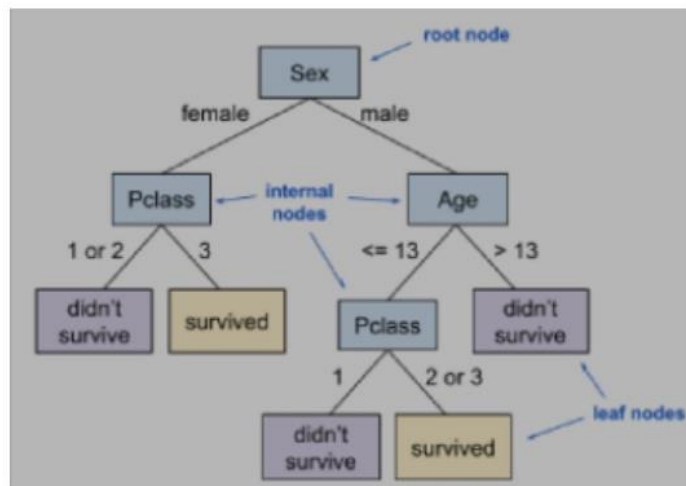 root node
Sex
female
male
Pclass
internal
nodes
Age
1 or 2
3
<= 13
> 13
didn't
survive
survived
Pclass
didn't
survive
1
2 or 3
leaf nodes
didn't
survive
survived